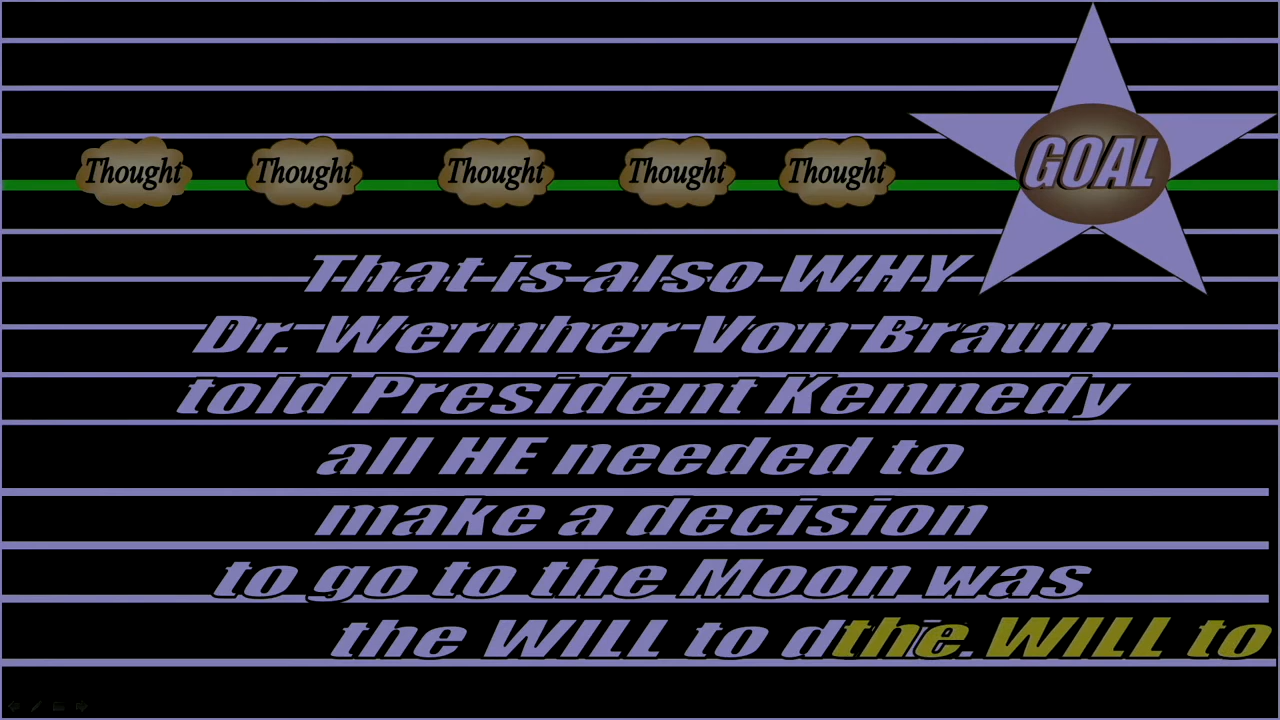 GOAL
Thought Thought Thought Thought Thought
That is also WHY
Dr. Wernher Von Braun
told President Kennedy
all HE needed to
make a decision
to go to the Moon was
the WILL to the WILL to